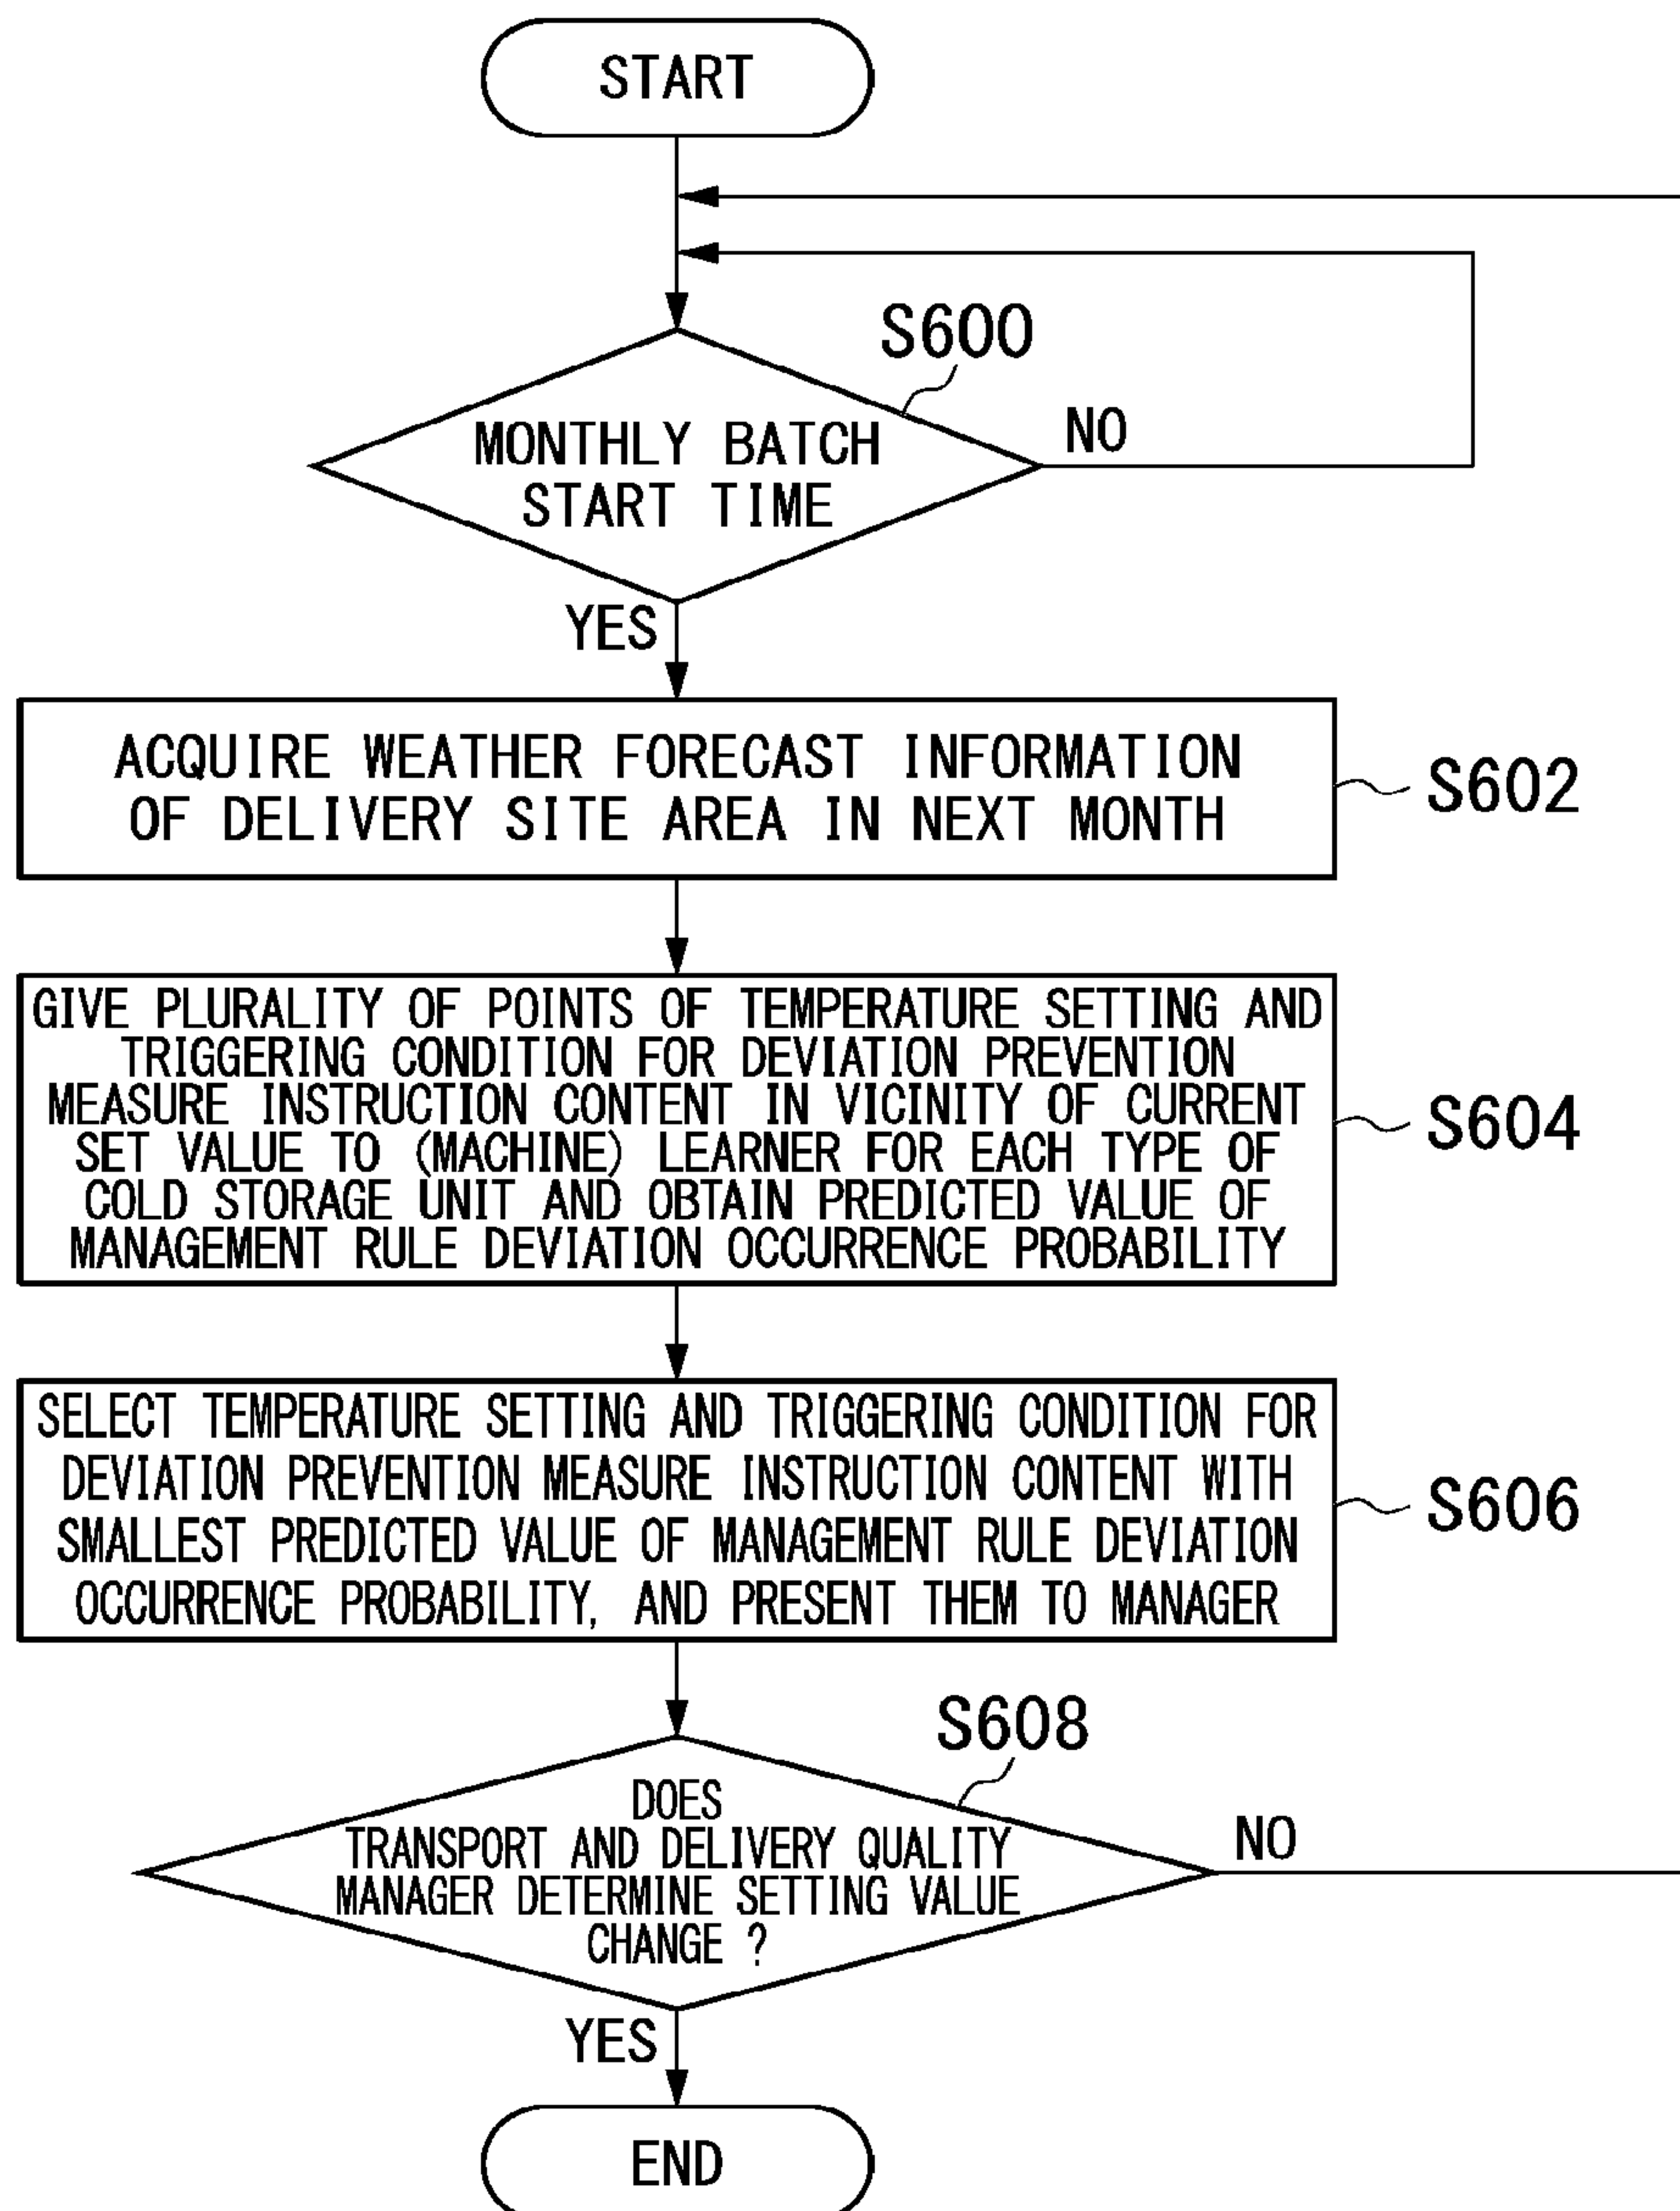 START
S600
MONTHLY BATCH
START TIME
NO
YES
ACQUIRE WEATHER FORECAST INFORMATION
OF DELIVERY SITE AREA IN NEXT MONTH
S602
GIVE PLURALITY OF POINTS OF TEMPERATURE SETTING AND
TRIGGERING CONDITION FOR DEVIATION PREVENTION
MEASURE INSTRUCTION CONTENT IN VICINITY OF CURRENT
SET VALUE TO (MACHINE) LEARNER FOR EACH TYPE OF
COLD STORAGE UNIT AND OBTAIN PREDICTED VALUE OF
MANAGEMENT RULE DEVIATION OCCURRENCE PROBABILITY
S604
SELECT TEMPERATURE SETTING AND TRIGGERING CONDITION FOR
DEVIATION PREVENTION MEASURE INSTRUCTION CONTENT WITH
SMALLEST PREDICTED VALUE OF MANAGEMENT RULE DEVIATION
OCCURRENCE PROBABILITY, AND PRESENT THEM TO MANAGER
S606
S608
DOES
TRANSPORT AND DELIVERY QUALITY
MANAGER DETERMINE SETTING VALUE
CHANGE ?
NO
YES
END